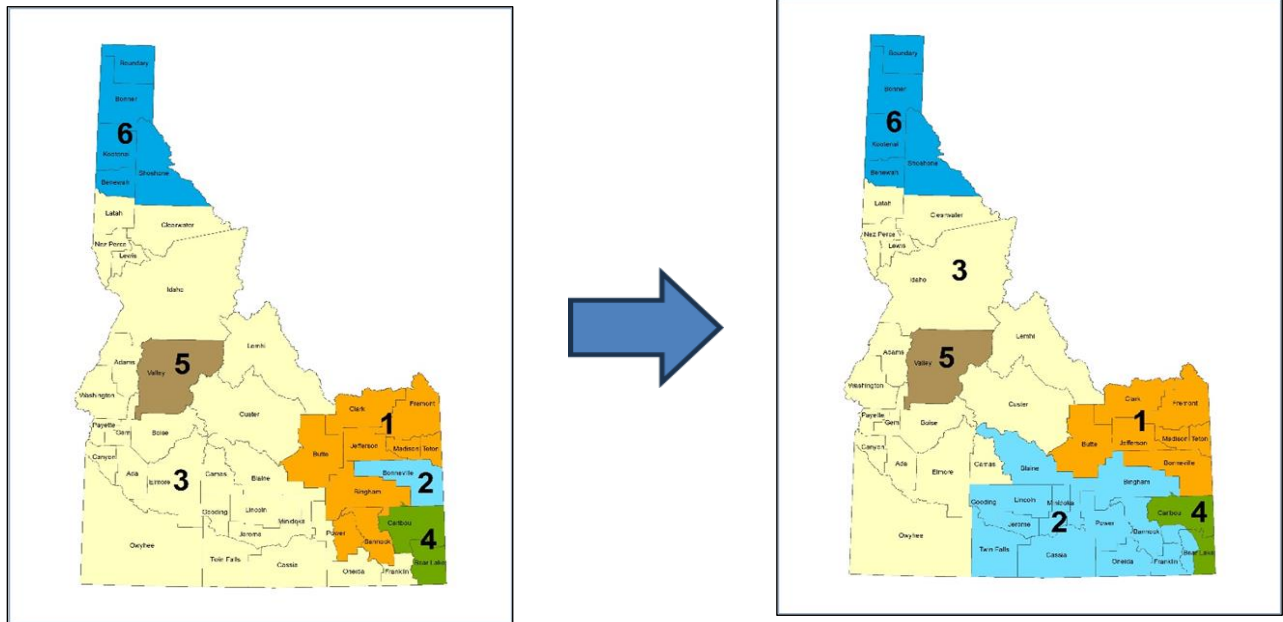 Boundary
Bonner
6
Kootenai
Shoshone
Benewah
Latah
Clearwater
Nez Perce
Lewis
Idaho
Lemhi
Adams
Valley
5
Washington
Custer
Clark
Fremont
1
Payette
Gem
Boise
Butte
Jefferson
Madison
Teton
Canyon
Ada
Elmore
3
Camas
Blaine
Bonneville
2
Bingham
Gooding
Lincoln
Minidoka
Jerome
Power
Caribou
4
Bannock
Owyhee
Twin Falls
Cassia
Oneida
Franklin
Bear Lake
Boundary
Bonner
6
Kootenai
Shoshone
Benewah
Latah
Clearwater
Nez Perce
Lewis
Idaho
3
Lemhi
Adams
Valley
5
Washington
Custer
Clark
Fremont
1
Payette
Gem
Boise
Butte
Jefferson
Madison
Teton
Canyon
Ada
Elmore
Camas
Blaine
Bonneville
Bingham
Gooding
Lincoln
Minidoka
2
Jerome
Power
Caribou
4
Bannock
Owyhee
Twin Falls
Cassia
Oneida
Franklin
Bear Lake